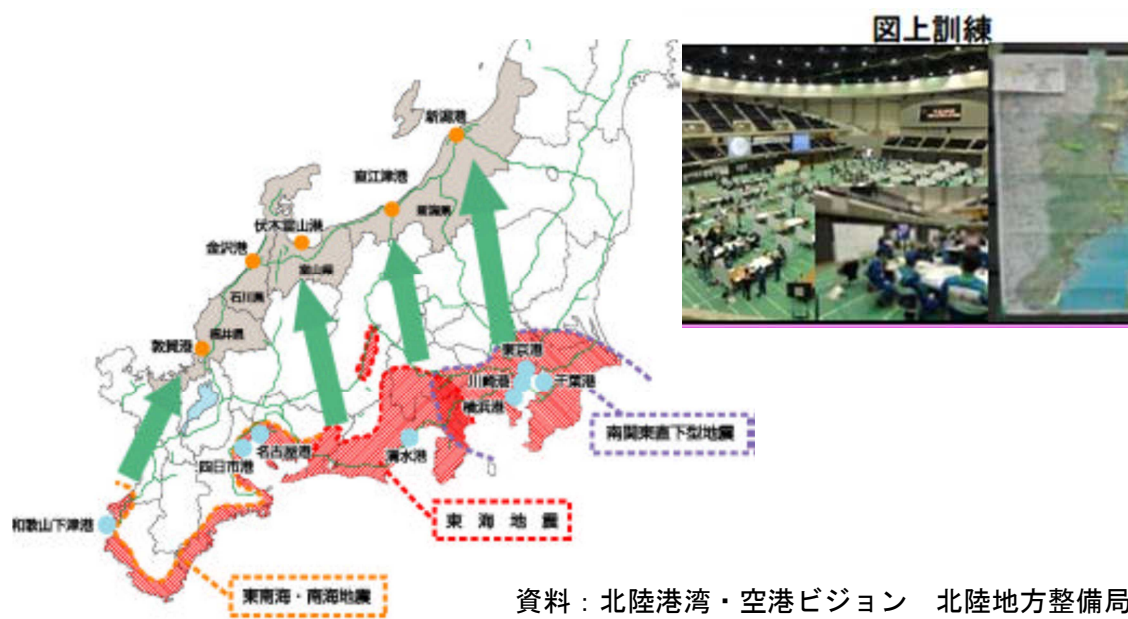 図上訓練
新潟港
直江津港
新潟県
伏木富山港
金沢港
富山県
石川県
福井県
敦賀港
東京港
川崎港
千葉港
横浜港
南関東直下型地震
名古屋港
清水港
四日市港
東海地震
和歌山下津港
東南海・南海地震
資料：北陸港湾・空港ビジョン　北陸地方整備局